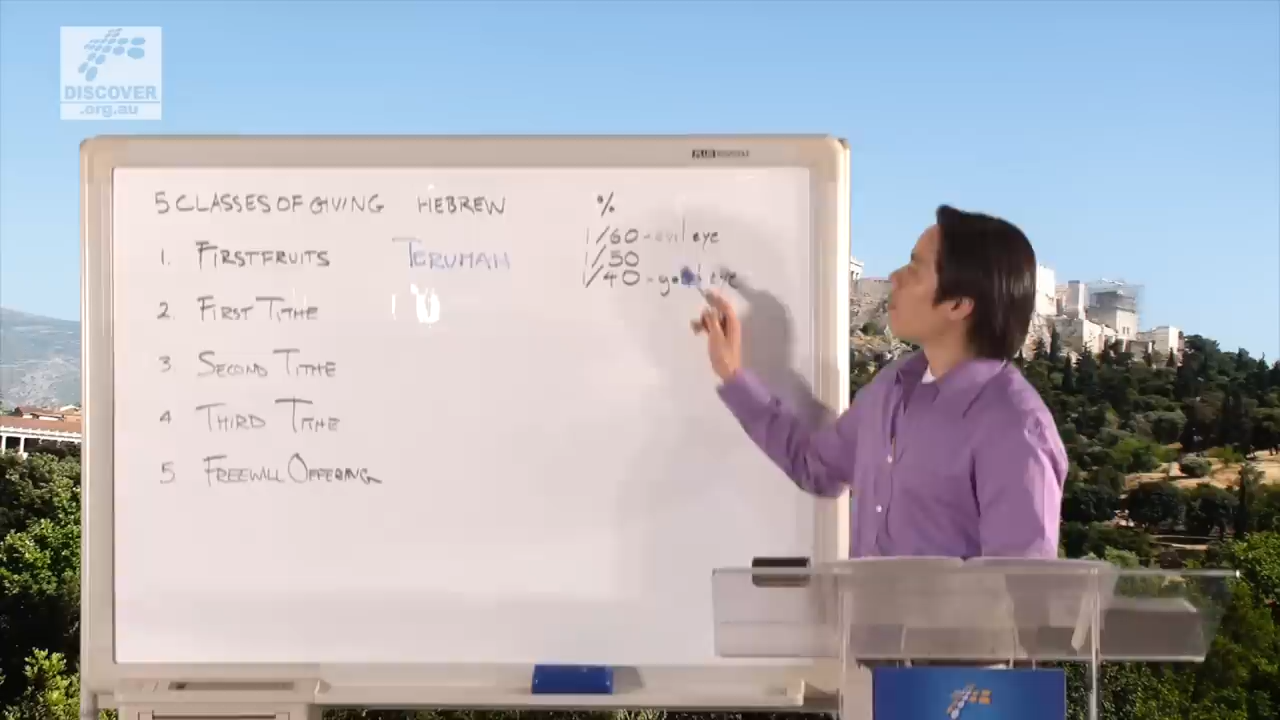 DISCOVER
.org.au
PLUS
5 CLASSES OF GIVING HEBREW %
1/60 - evil eye
1. FIRSTFRUITS TERUMAH 1/50
1/40 - good eye
2. FIRST TITHE
3 SECOND TITHE
4 THIRD TITHE
5 FREEWILL OFFERING